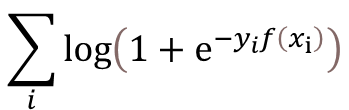 ∑_i log(1 + e^{-y_i f(x_i)})